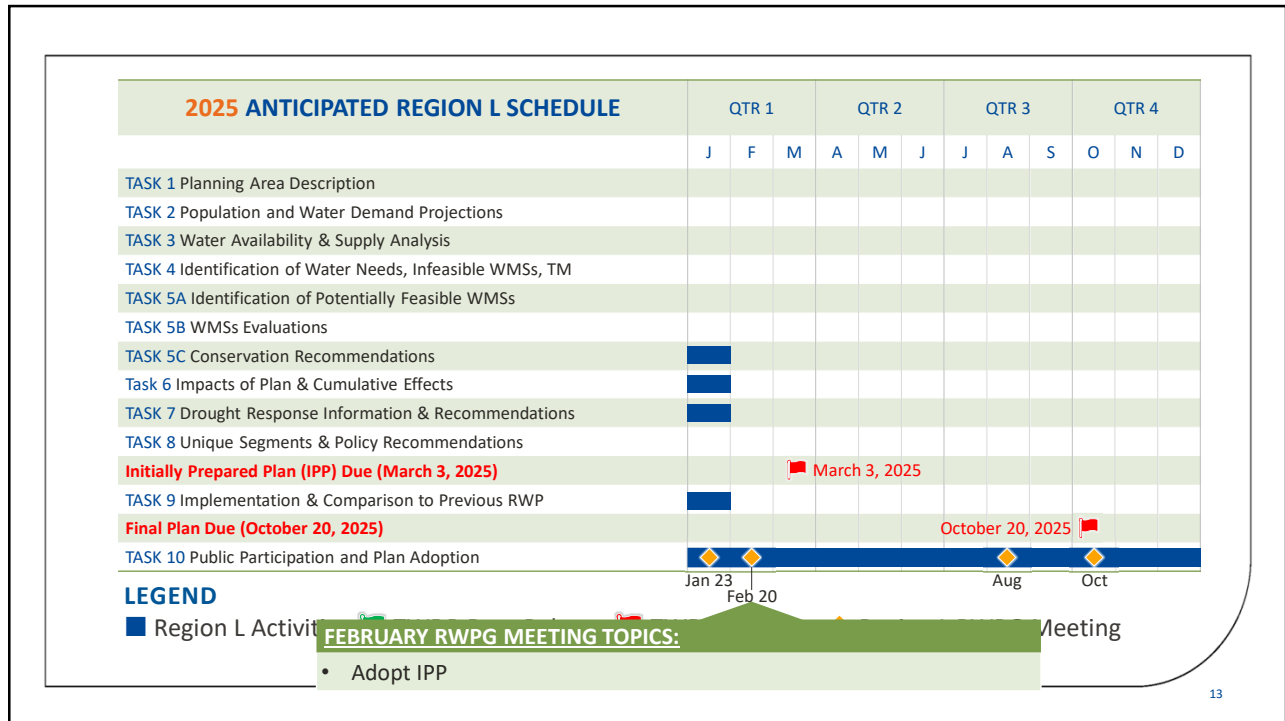 2025 ANTICIPATED REGION L SCHEDULE QTR 1 QTR 2 QTR 3 QTR 4
J F M A M J J A S O N D
TASK 1 Planning Area Description
TASK 2 Population and Water Demand Projections
TASK 3 Water Availability & Supply Analysis
TASK 4 Identification of Water Needs, Infeasible WMSs, TM
TASK 5A Identification of Potentially Feasible WMSs
TASK 5B WMSs Evaluations
TASK 5C Conservation Recommendations
Task 6 Impacts of Plan & Cumulative Effects
TASK 7 Drought Response Information & Recommendations
TASK 8 Unique Segments & Policy Recommendations
Initially Prepared Plan (IPP) Due (March 3, 2025) March 3, 2025
TASK 9 Implementation & Comparison to Previous RWP
Final Plan Due (October 20, 2025) October 20, 2025
TASK 10 Public Participation and Plan Adoption
Jan 23 Aug Oct
Feb 20
LEGEND
Region L Meeting
FEBRUARY RWPG MEETING TOPICS:
• Adopt IPP
13